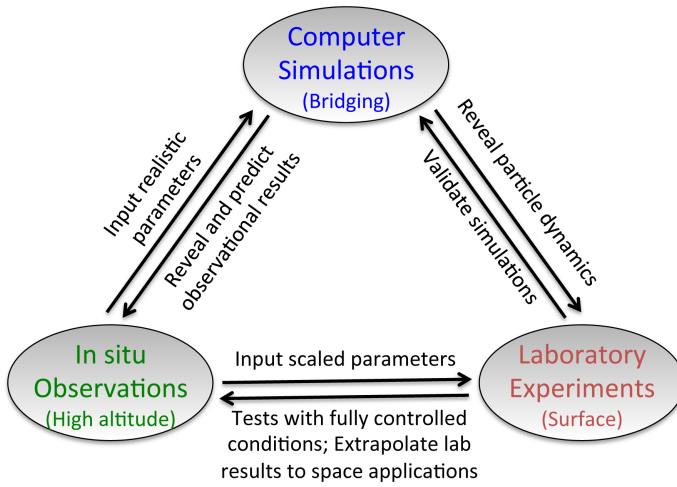 Computer
Simulations
(Bridging)
Input realistic
parameters
Reveal and predict
observational results
Reveal particle dynamics
Validate simulations
In situ
Observations
(High altitude)
Input scaled parameters
Tests with fully controlled
conditions; Extrapolate lab
results to space applications
Laboratory
Experiments
(Surface)